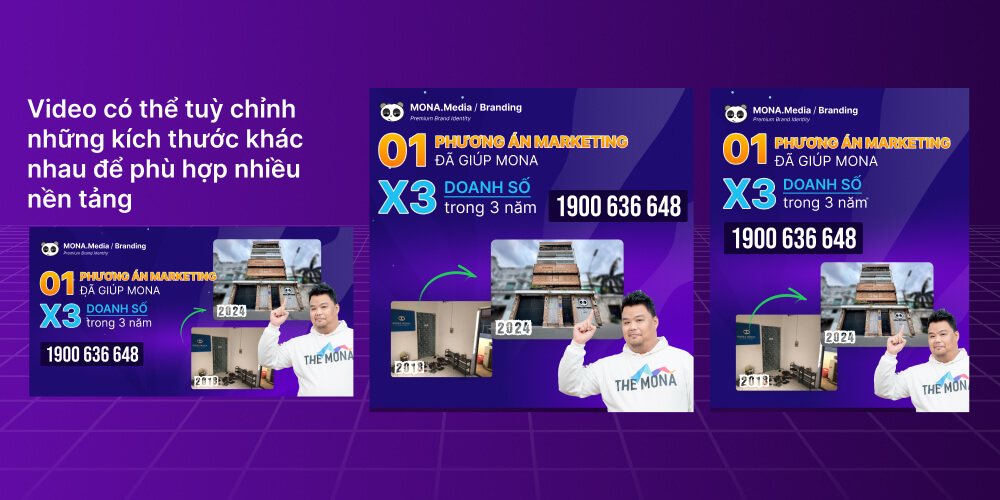 Video có thể tuỳ chỉnh
những kích thước khác
nhau để phù hợp nhiều
nền tảng
MONA.Media / Branding
Premium Brand Identity
01 PHƯƠNG ÁN MARKETING
ĐÃ GIÚP MONA
X3 DOANH SỐ
trong 3 năm
1900 636 648
2024
2018
THE MONA
MONA.Media / Branding
Premium Brand Identity
01 PHƯƠNG ÁN MARKETING
ĐÃ GIÚP MONA
X3 DOANH SỐ
trong 3 năm
1900 636 648
2024
2018
THE MONA
MONA.Media / Branding
Premium Brand Identity
01 PHƯƠNG ÁN MARKETING
ĐÃ GIÚP MONA
X3 DOANH SỐ
trong 3 năm
1900 636 648
2024
2018
THE MONA